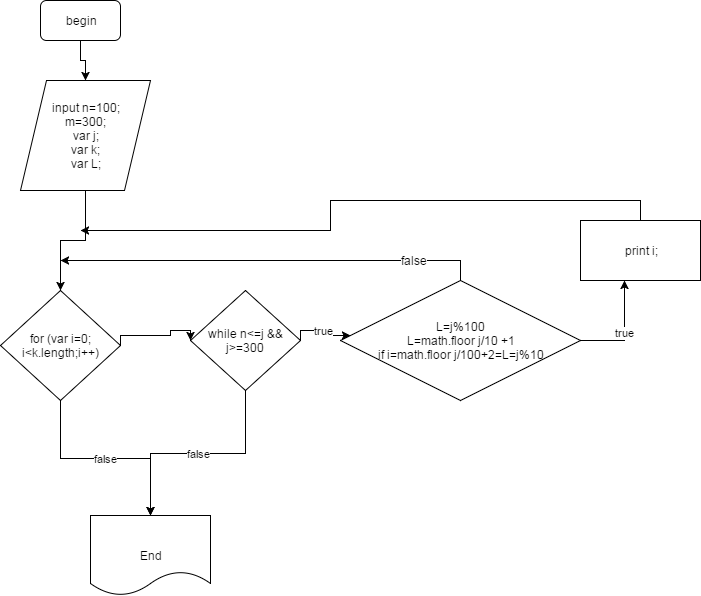 begin
input n=100;
m=300;
var j;
var k;
var L;
print i;
false
for (var i=0;
i<k.length;i++)
while n<=j &&
j>=300
true
L=j%100
L=math.floor j/10 +1
if i=math.floor j/100+2=L=j%10
true
false
false
End